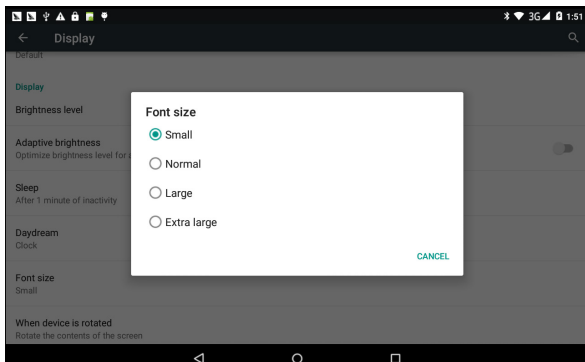 3G 1:51
Display
Default
Display
Brightness level
Adaptive brightness
Optimize brightness level for
Sleep
After 1 minute of inactivity
Daydream
Clock
Font size
Small
When device is rotated
Rotate the contents of the screen
Font size
Small
Normal
Large
Extra large
CANCEL